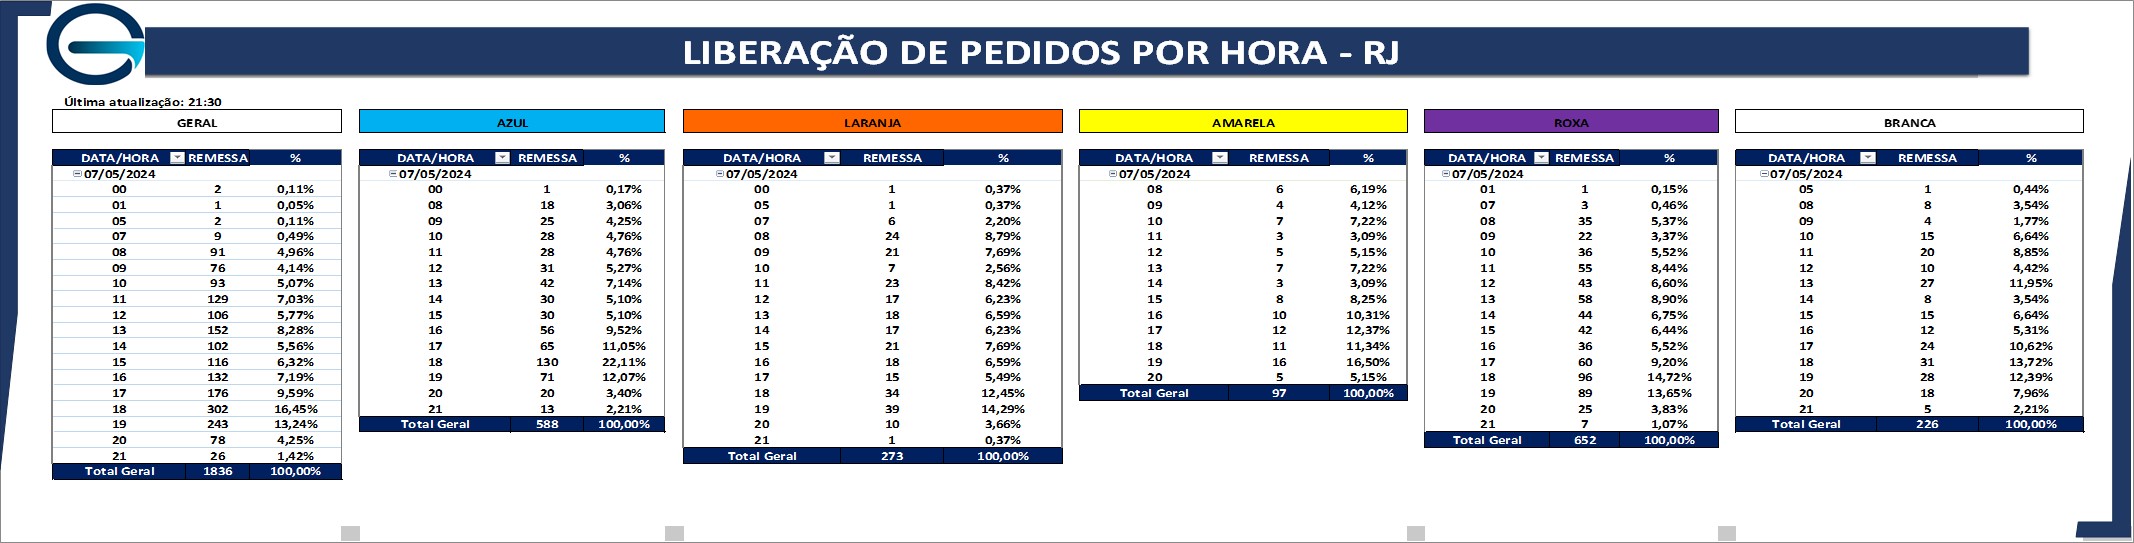 LIBERAÇÃO DE PEDIDOS POR HORA - RJ
Última atualização: 21:30
GERAL
DATA/HORA REMESSA %
07/05/2024
00 2 0,11%
01 1 0,05%
05 2 0,11%
07 9 0,49%
08 91 4,96%
09 76 4,14%
10 93 5,07%
11 129 7,03%
12 106 5,77%
13 152 8,28%
14 102 5,56%
15 116 6,32%
16 132 7,19%
17 176 9,59%
18 302 16,45%
19 243 13,24%
20 78 4,25%
21 26 1,42%
Total Geral 1836 100,00%
AZUL
DATA/HORA REMESSA %
07/05/2024
00 1 0,17%
08 18 3,06%
09 25 4,25%
10 28 4,76%
11 28 4,76%
12 31 5,27%
13 42 7,14%
14 30 5,10%
15 30 5,10%
16 56 9,52%
17 65 11,05%
18 130 22,11%
19 71 12,07%
20 20 3,40%
21 13 2,21%
Total Geral 588 100,00%
LARANJA
DATA/HORA REMESSA %
07/05/2024
00 1 0,37%
05 1 0,37%
07 6 2,20%
08 24 8,79%
09 21 7,69%
10 7 2,56%
11 23 8,42%
12 17 6,23%
13 18 6,59%
14 17 6,23%
15 21 7,69%
16 18 6,59%
17 15 5,49%
18 34 12,45%
19 39 14,29%
20 10 3,66%
21 1 0,37%
Total Geral 273 100,00%
AMARELA
DATA/HORA REMESSA %
07/05/2024
08 6 6,19%
09 4 4,12%
10 7 7,22%
11 3 3,09%
12 5 5,15%
13 7 7,22%
14 3 3,09%
15 8 8,25%
16 10 10,31%
17 12 12,37%
18 11 11,34%
19 16 16,50%
20 5 5,15%
Total Geral 97 100,00%
ROXA
DATA/HORA REMESSA %
07/05/2024
01 1 0,15%
07 3 0,46%
08 35 5,37%
09 22 3,37%
10 36 5,52%
11 55 8,44%
12 43 6,60%
13 58 8,90%
14 44 6,75%
15 42 6,44%
16 36 5,52%
17 60 9,20%
18 96 14,72%
19 89 13,65%
20 25 3,83%
21 7 1,07%
Total Geral 652 100,00%
BRANCA
DATA/HORA REMESSA %
07/05/2024
05 1 0,44%
08 8 3,54%
09 4 1,77%
10 15 6,64%
11 20 8,85%
12 10 4,42%
13 27 11,95%
14 8 3,54%
15 15 6,64%
16 12 5,31%
17 24 10,62%
18 31 13,72%
19 28 12,39%
20 18 7,96%
21 5 2,21%
Total Geral 226 100,00%